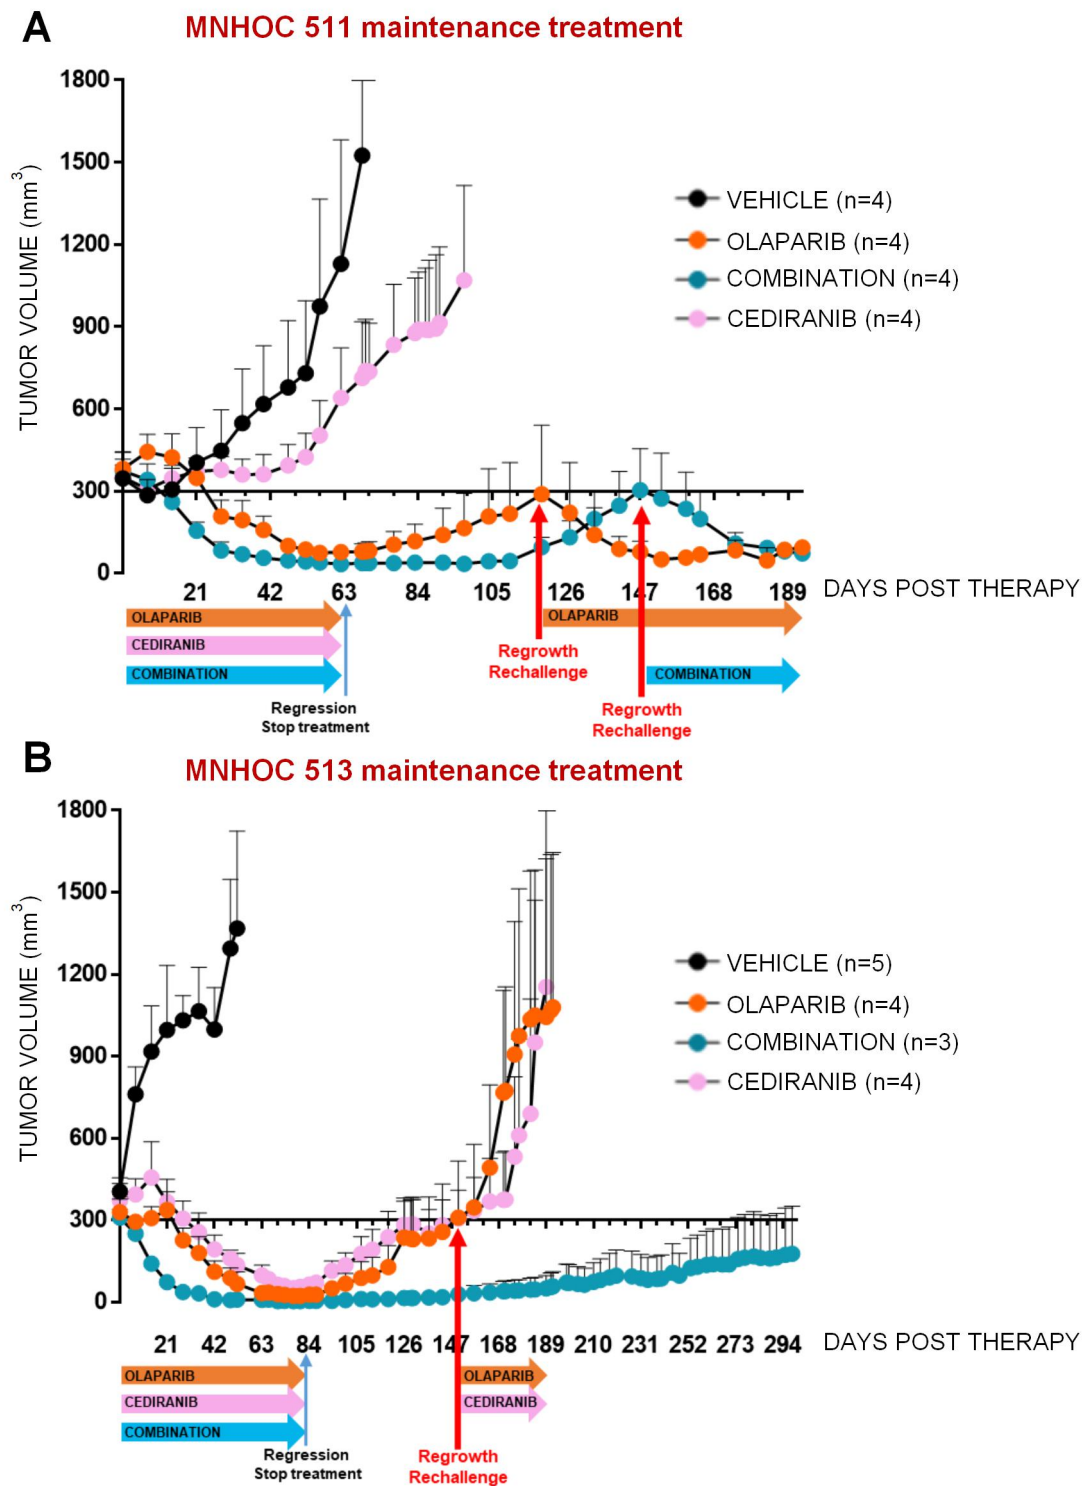 A
MNHOC 511 maintenance treatment
TUMOR VOLUME (mm³)
1800
1500
1200
900
600
300
0
VEHICLE (n=4)
OLAPARIB (n=4)
COMBINATION (n=4)
CEDIRANIB (n=4)
21 42 63 84 105 126 147 168 189 DAYS POST THERAPY
OLAPARIB OLAPARIB
CEDIRANIB
COMBINATION COMBINATION
Regression
Stop treatment
Regrowth
Rechallenge
Regrowth
Rechallenge
B
MNHOC 513 maintenance treatment
TUMOR VOLUME (mm³)
1800
1500
1200
900
600
300
0
VEHICLE (n=5)
OLAPARIB (n=4)
COMBINATION (n=3)
CEDIRANIB (n=4)
21 42 63 84 105 126 147 168 189 210 231 252 273 294 DAYS POST THERAPY
OLAPARIB OLAPARIB
CEDIRANIB CEDIRANIB
COMBINATION
Regression
Stop treatment
Regrowth
Rechallenge